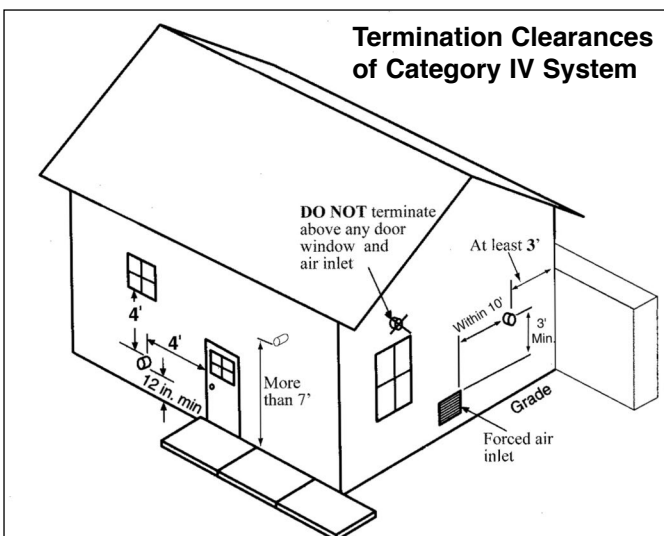 Termination Clearances
of Category IV System
DO NOT terminate
above any door
window and
air inlet
At least 3'
Within 10'
3'
Min.
4'
4'
12 in. min
More
than 7'
Grade
Forced air
inlet